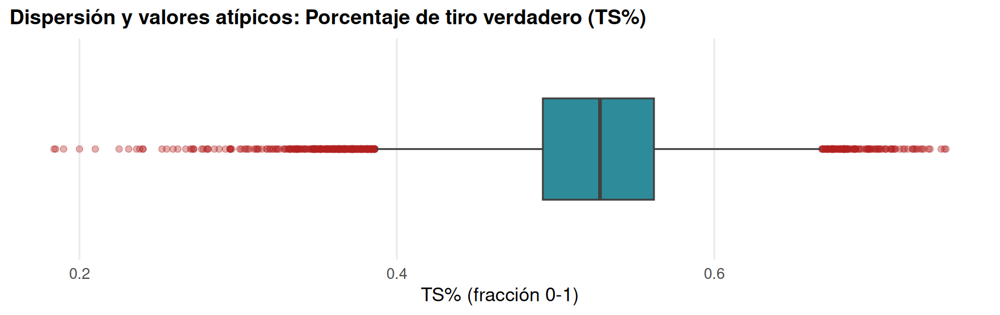 Dispersión y valores atípicos: Porcentaje de tiro verdadero (TS%)
0.2 0.4 0.6
TS% (fracción 0-1)